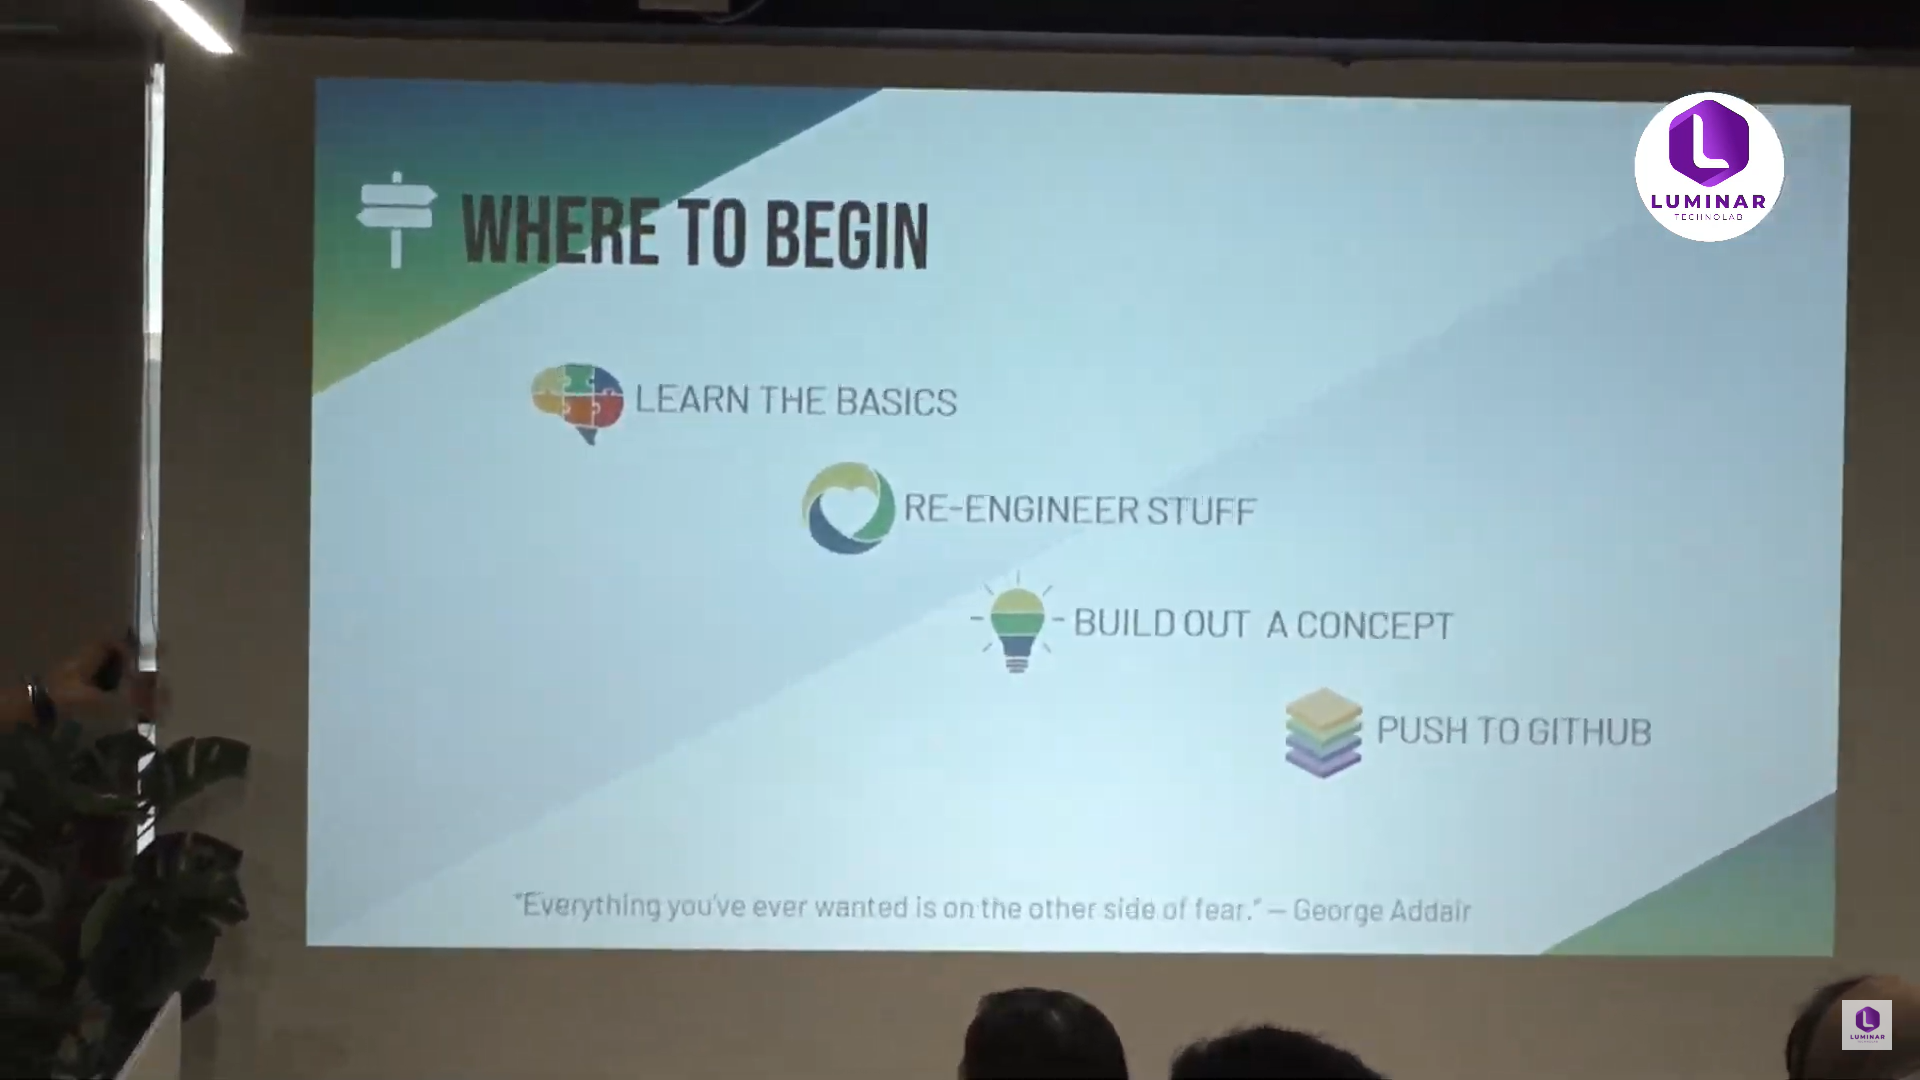 LUMINAR
TECHNOLAB
WHERE TO BEGIN
LEARN THE BASICS
RE-ENGINEER STUFF
BUILD OUT A CONCEPT
PUSH TO GITHUB
"Everything you've ever wanted is on the other side of fear." — George Addair
LUMINAR